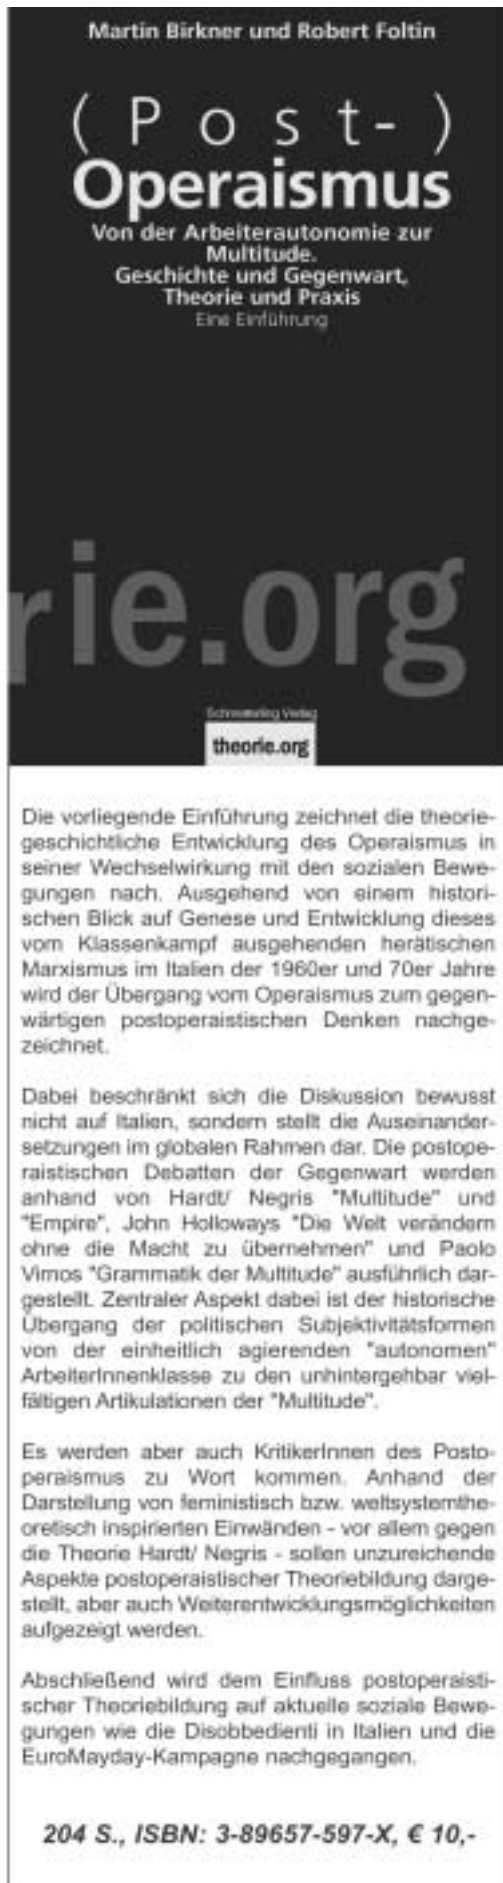 Martin Birkner und Robert Foltin
(Post-)
Operaismus
Von der Arbeiterautonomie zur
Multitude.
Geschichte und Gegenwart,
Theorie und Praxis
Eine Einführung
rie.org
Schmetterling Verlag
theorie.org
Die vorliegende Einführung zeichnet die theorie-
geschichtliche Entwicklung des Operaismus in
seiner Wechselwirkung mit den sozialen Bewe-
gungen nach. Ausgehend von einem histori-
schen Blick auf Genese und Entwicklung dieses
vom Klassenkampf ausgehenden herätischen
Marxismus im Italien der 1960er und 70er Jahre
wird der Übergang vom Operaismus zum gegen-
wärtigen postoperaistischen Denken nachge-
zeichnet.
Dabei beschränkt sich die Diskussion bewusst
nicht auf Italien, sondern stellt die Auseinander-
setzungen im globalen Rahmen dar. Die postope-
raistischen Debatten der Gegenwart werden
anhand von Hardt/ Negris "Multitude" und
"Empire", John Holloways "Die Welt verändern
ohne die Macht zu übernehmen" und Paolo
Virnos "Grammatik der Multitude" ausführlich dar-
gestellt. Zentraler Aspekt dabei ist der historische
Übergang der politischen Subjektivitätsformen
von der einheitlich agierenden "autonomen"
ArbeiterInnenklasse zu den unhintergehbar viel-
fältigen Artikulationen der "Multitude".
Es werden aber auch KritikerInnen des Posto-
peraismus zu Wort kommen. Anhand der
Darstellung von feministisch bzw. weltsystemthe-
oretisch inspirierten Einwänden - vor allem gegen
die Theorie Hardt/ Negris - sollen unzureichende
Aspekte postoperaistischer Theoriebildung darge-
stellt, aber auch Weiterentwicklungsmöglichkeiten
aufgezeigt werden.
Abschließend wird dem Einfluss postoperaisti-
scher Theoriebildung auf aktuelle soziale Bewe-
gungen wie die Disobbedienti in Italien und die
EuroMayday-Kampagne nachgegangen.
204 S., ISBN: 3-89657-597-X, € 10,-